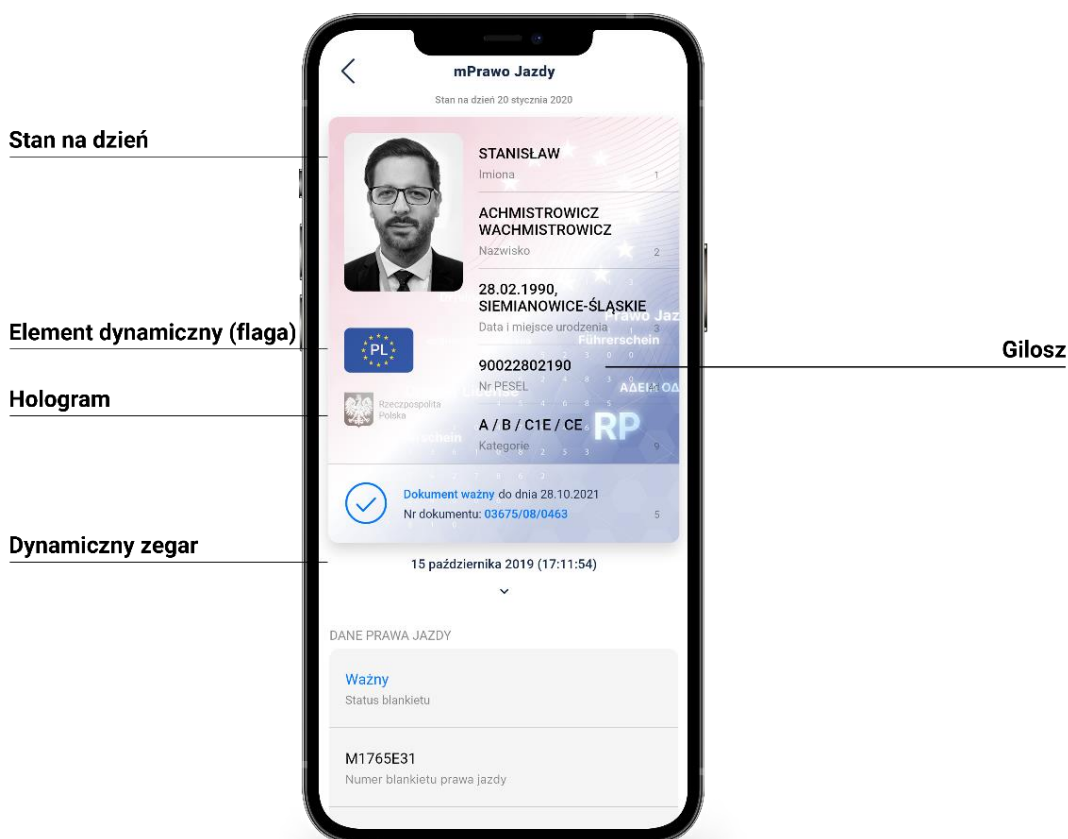 mPrawo Jazdy
Stan na dzień 20 stycznia 2020
Stan na dzień
STANISŁAW
Imiona 1
ACHMISTROWICZ
WACHMISTROWICZ
Nazwisko 2
28.02.1990,
SIEMIANOWICE-ŚLĄSKIE
Prawo Jaz
Data i miejsce urodzenia 3
Element dynamiczny (flaga)
PL
Führerschein
Gilosz
90022802190
Nr PESEL
ΑΔΕΙΑ ΟΔ
Hologram
Rzeczpospolita
Polska
A / B / C1E / CE
RP
Kategorie 9
Dokument ważny do dnia 28.10.2021
Nr dokumentu: 03675/08/0463 5
Dynamiczny zegar
15 października 2019 (17:11:54)
DANE PRAWA JAZDY
Ważny
Status blankietu
M1765E31
Numer blankietu prawa jazdy